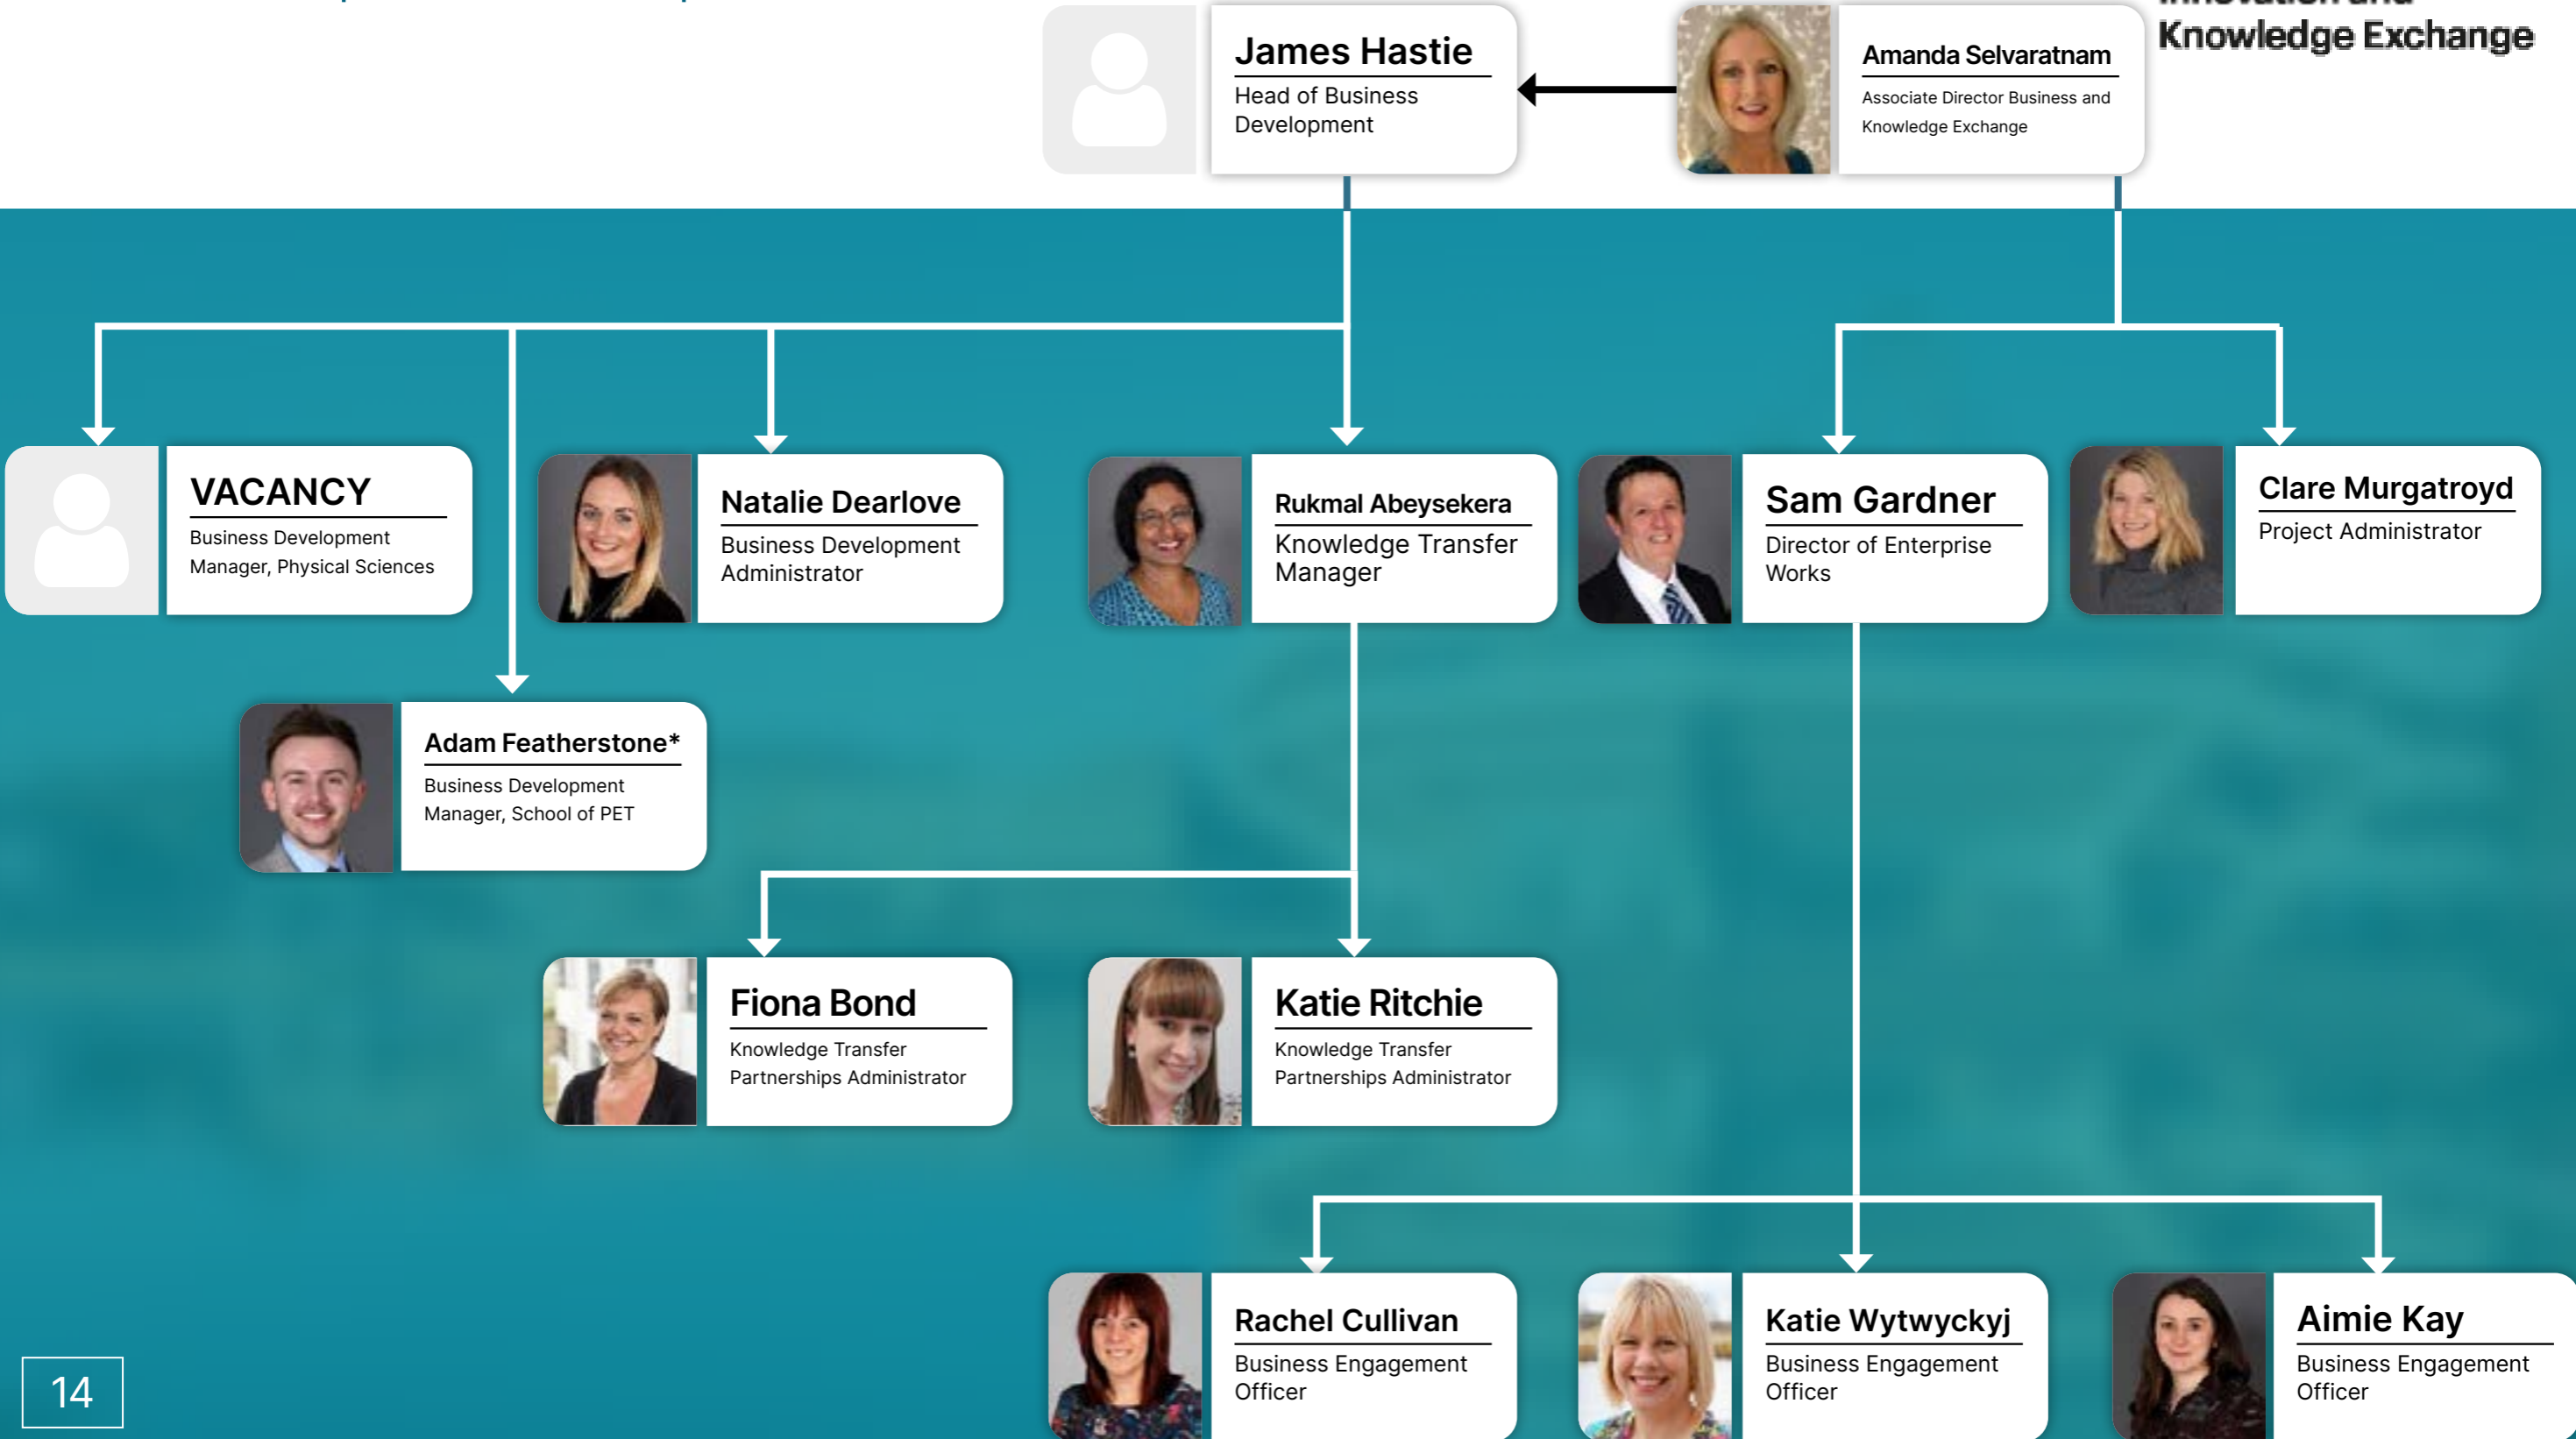 Knowledge Exchange
James Hastie
Head of Business
Development
Amanda Selvaratnam
Associate Director Business and
Knowledge Exchange
VACANCY
Business Development
Manager, Physical Sciences
Natalie Dearlove
Business Development
Administrator
Rukmal Abeysekera
Knowledge Transfer
Manager
Sam Gardner
Director of Enterprise
Works
Clare Murgatroyd
Project Administrator
Adam Featherstone*
Business Development
Manager, School of PET
Fiona Bond
Knowledge Transfer
Partnerships Administrator
Katie Ritchie
Knowledge Transfer
Partnerships Administrator
Rachel Cullivan
Business Engagement
Officer
Katie Wytwyckyj
Business Engagement
Officer
Aimie Kay
Business Engagement
Officer
14